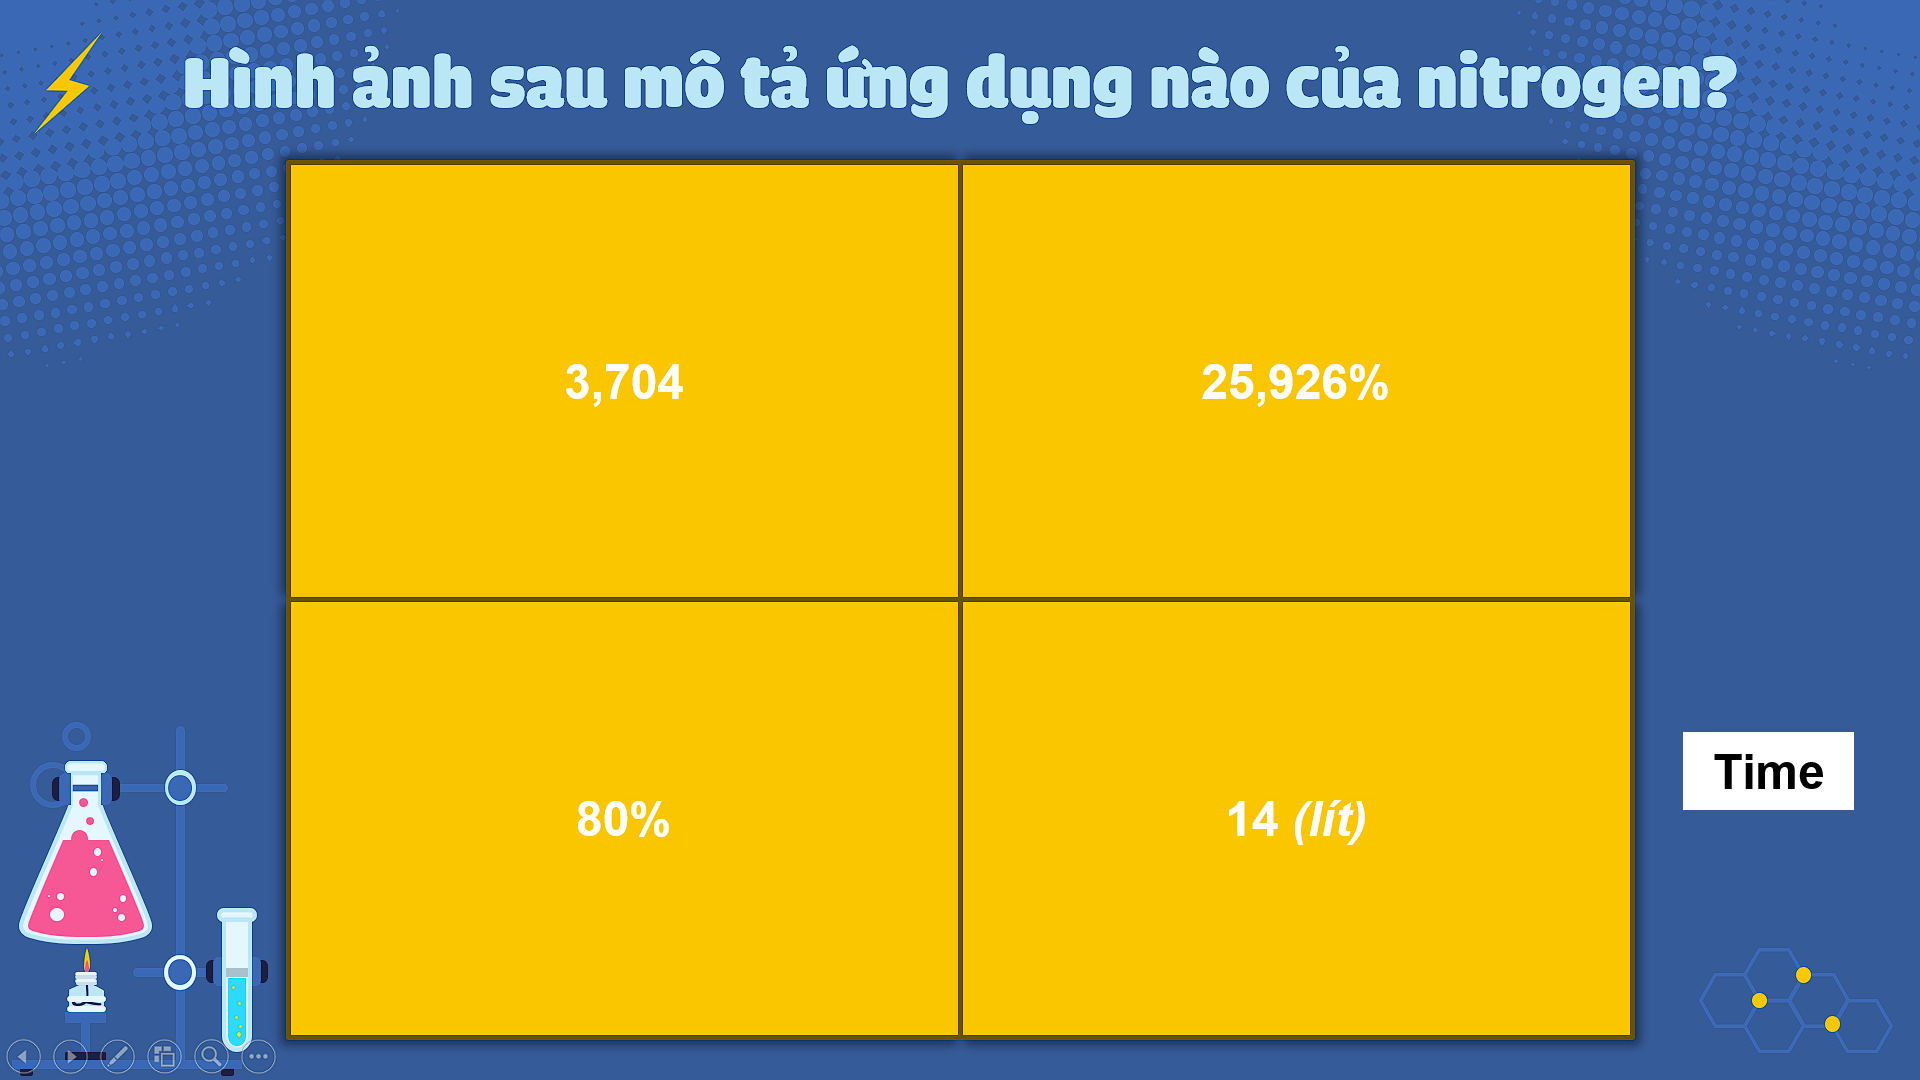 Hình ảnh sau mô tả ứng dụng nào của nitrogen?
3,704
25,926%
80%
14 (lít)
Time